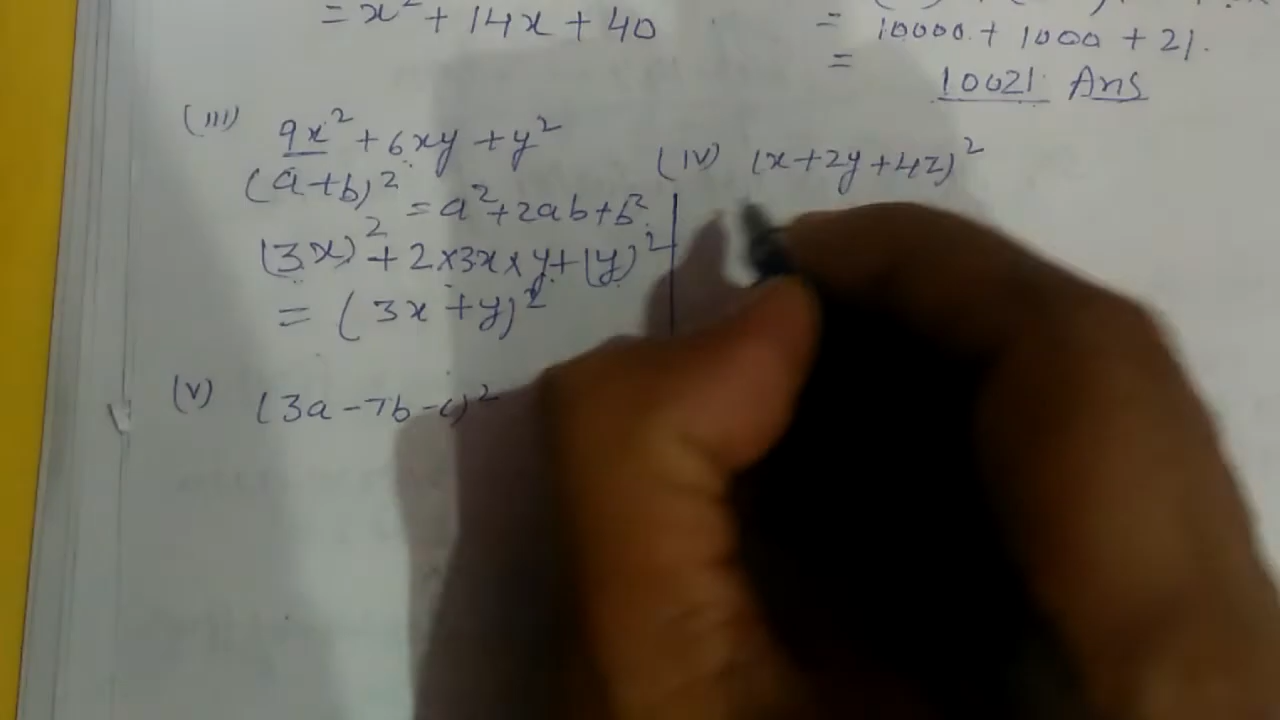 = x² + 14x + 40
= 10000 + 1000 + 21.
= 10021 Ans
(III) 9x² + 6xy + y²
(a+b)² = a² + 2ab + b²
(3x)² + 2×3x×y + (y)²
= (3x + y)²
(IV) (x + 2y + 4z)²
(V) (3a - 7b - c)²